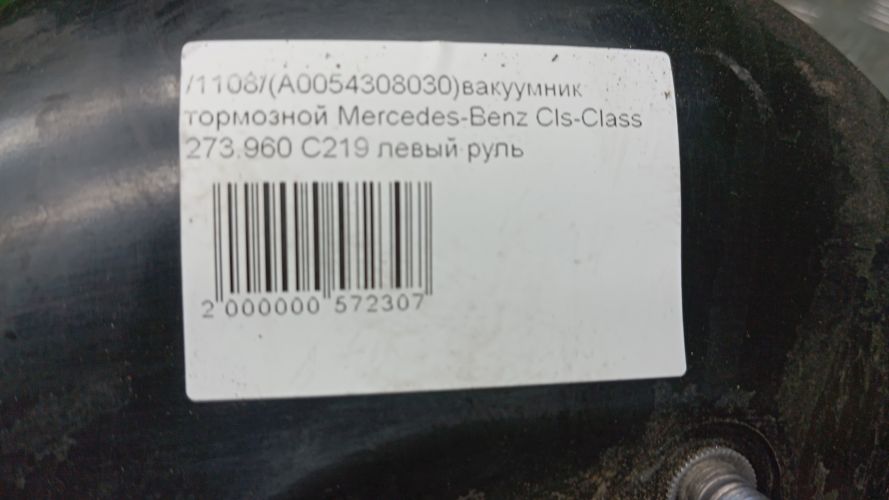 /1108/(A0054308030)вакуумник
тормозной Mercedes-Benz Cls-Class
273.960 C219 левый руль
2 000000 572307